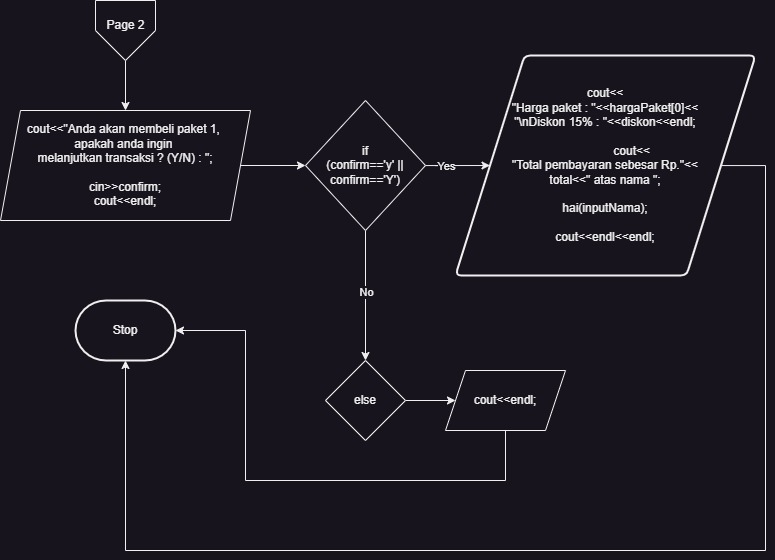 Page 2
cout<<"Anda akan membeli paket 1,
apakah anda ingin
melanjutkan transaksi ? (Y/N) : ";
cin>>confirm;
cout<<endl;
if
(confirm=='y' ||
confirm=='Y')
Yes
cout<<
"Harga paket : "<<hargaPaket[0]<<
"\nDiskon 15% : "<<diskon<<endl;
cout<<
"Total pembayaran sebesar Rp."<<
total<<" atas nama ";
hai(inputNama);
cout<<endl<<endl;
No
Stop
else
cout<<endl;